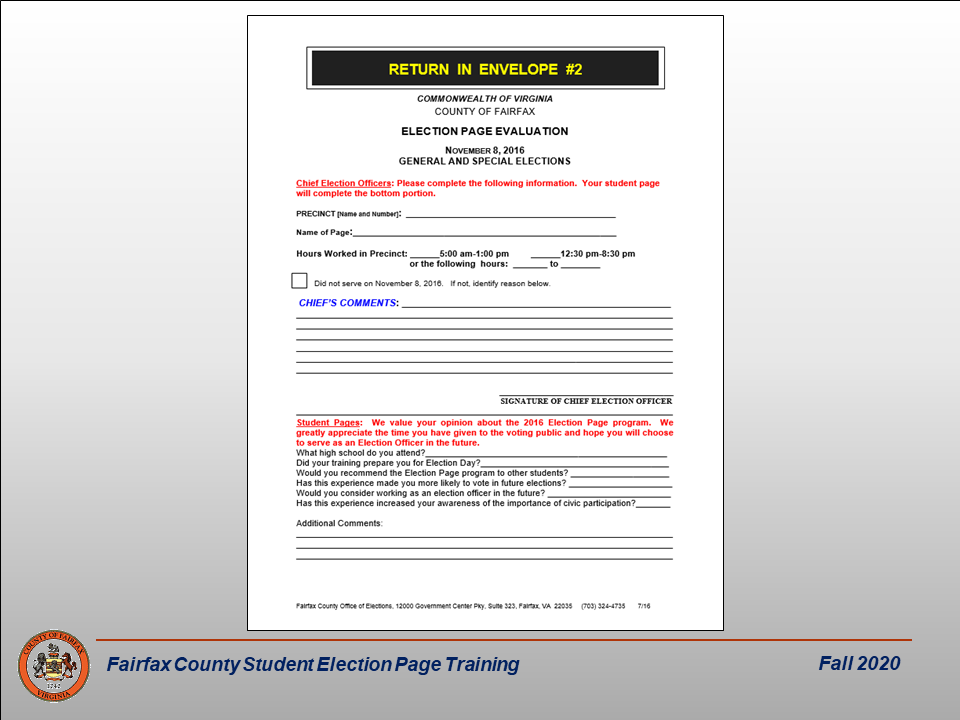 RETURN IN ENVELOPE #2
COMMONWEALTH OF VIRGINIA
COUNTY OF FAIRFAX
ELECTION PAGE EVALUATION
NOVEMBER 8, 2016
GENERAL AND SPECIAL ELECTIONS
Chief Election Officers: Please complete the following information. Your student page
will complete the bottom portion.
PRECINCT [Name and Number]: ____________________
Name of Page:____________________
Hours Worked in Precinct: ______5:00 am-1:00 pm ______12:30 pm-8:30 pm
or the following hours: _______ to ________
Did not serve on November 8, 2016. If not, identify reason below.
CHIEF'S COMMENTS: ____________________
SIGNATURE OF CHIEF ELECTION OFFICER
Student Pages: We value your opinion about the 2016 Election Page program. We
greatly appreciate the time you have given to the voting public and hope you will choose
to serve as an Election Officer in the future.
What high school do you attend?____________________
Did your training prepare you for Election Day?____________________
Would you recommend the Election Page program to other students? ____________________
Has this experience made you more likely to vote in future elections? ____________________
Would you consider working as an election officer in the future? ____________________
Has this experience increased your awareness of the importance of civic participation?_______
Additional Comments:
Fairfax County Office of Elections, 12000 Government Center Pky, Suite 323, Fairfax, VA 22035 (703) 324-4735 7/16
COUNTY OF FAIRFAX
1742
VIRGINIA
Fairfax County Student Election Page Training
Fall 2020